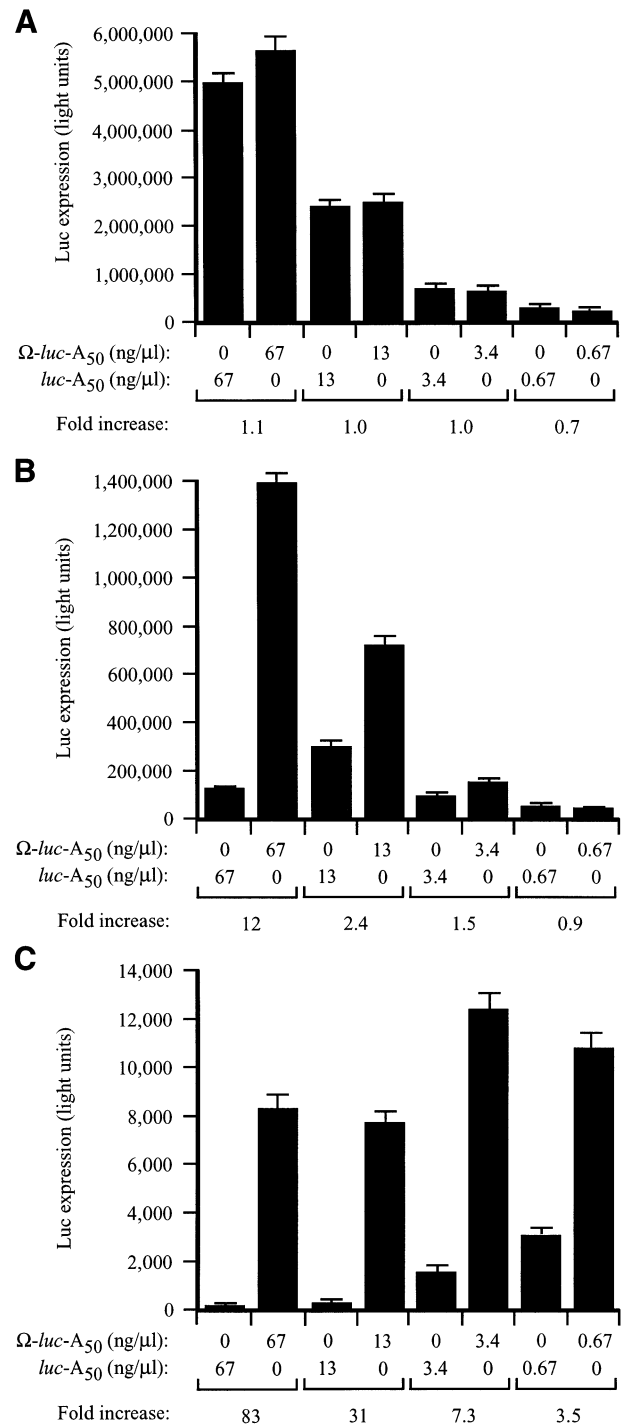 A
Luc expression (light units)
6,000,000
5,000,000
4,000,000
3,000,000
2,000,000
1,000,000
0
Ω-luc-A50 (ng/µl): 0 67 0 13 0 3.4 0 0.67
luc-A50 (ng/µl): 67 0 13 0 3.4 0 0.67 0
Fold increase: 1.1 1.0 1.0 0.7
B
Luc expression (light units)
1,400,000
1,200,000
1,000,000
800,000
600,000
400,000
200,000
0
Ω-luc-A50 (ng/µl): 0 67 0 13 0 3.4 0 0.67
luc-A50 (ng/µl): 67 0 13 0 3.4 0 0.67 0
Fold increase: 12 2.4 1.5 0.9
C
Luc expression (light units)
14,000
12,000
10,000
8,000
6,000
4,000
2,000
0
Ω-luc-A50 (ng/µl): 0 67 0 13 0 3.4 0 0.67
luc-A50 (ng/µl): 67 0 13 0 3.4 0 0.67 0
Fold increase: 83 31 7.3 3.5